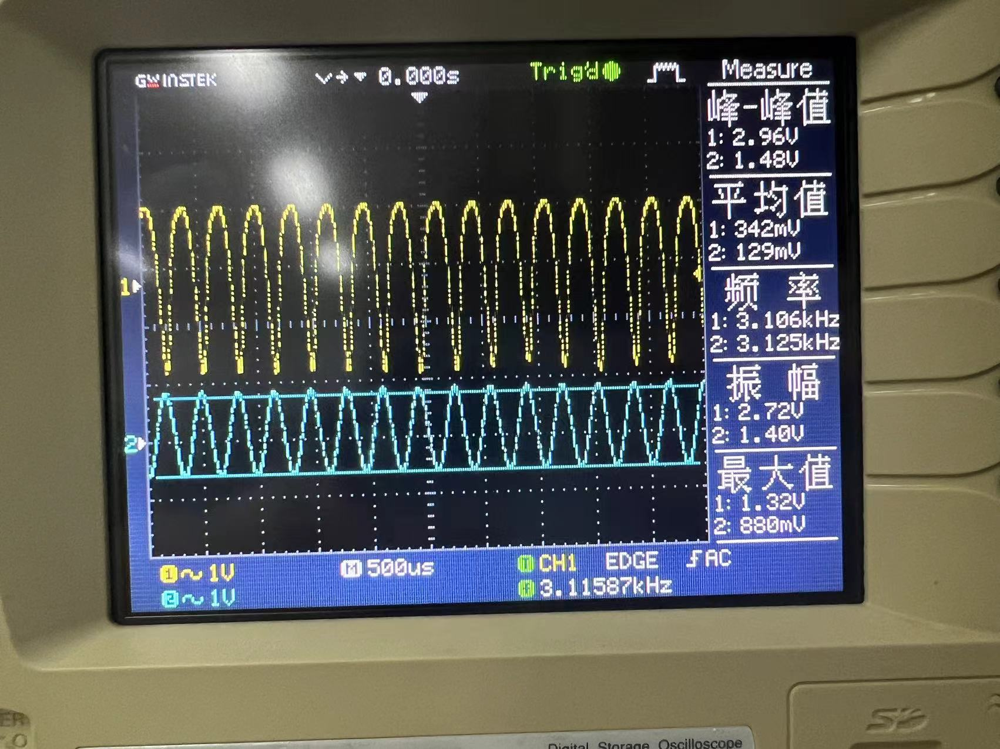 GW INSTEK
0.000s
Trig'd
Measure
峰-峰值
1: 2.96V
2: 1.48V
平均值
1: 342mV
2: 129mV
频 率
1: 3.106kHz
2: 3.125kHz
振 幅
1: 2.72V
2: 1.40V
最大值
1: 1.32V
2: 880mV
1
2
1 ~ 1V
2 ~ 1V
M 500us
CH1 EDGE AC
3.11587kHz
ER
Digital Storage Oscilloscope
SD